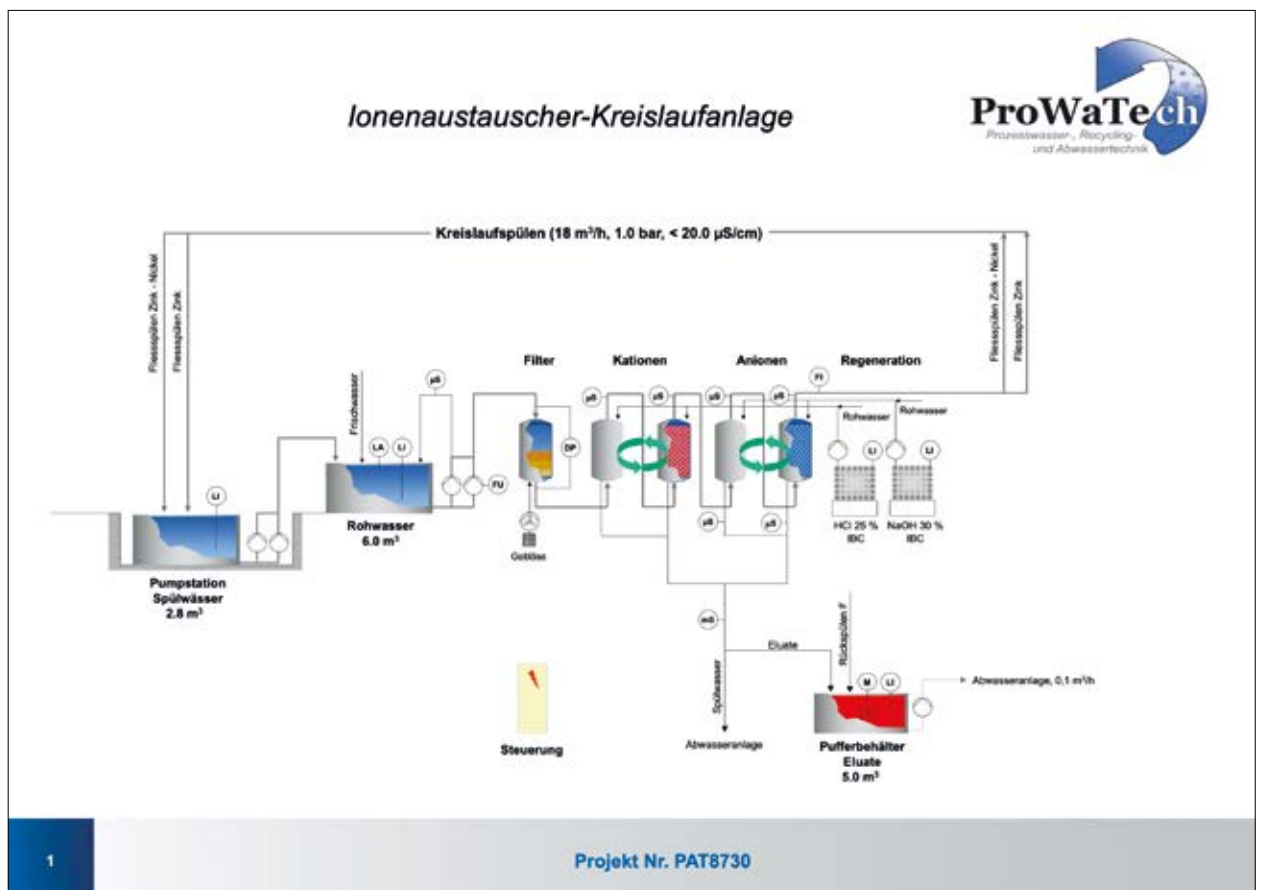 Ionenaustauscher-Kreislaufanlage
ProWaTech
Prozesswasser-, Recycling-
und Abwassertechnik
Kreislaufspülen (18 m³/h, 1.0 bar, < 20.0 µS/cm)
Fliessspülen Zink - Nickel
Fliessspülen Zink
Fliessspülen Zink - Nickel
Fliessspülen Zink
Filter
Kationen
Anionen
Regeneration
Frischwasser
µS
FI
µS
µS
µS
µS
Rohwasser
Rohwasser
LA
LI
DP
LI
LI
LI
FU
Rohwasser
6.0 m³
Gebläse
µS
µS
HCl 25 %
IBC
NaOH 30 %
IBC
Pumpstation
Spülwässer
2.8 m³
mS
Eluate
Rückspülen F
Spülwasser
M
LI
Abwasseranlage, 0,1 m³/h
Steuerung
Abwasseranlage
Pufferbehälter
Eluate
5.0 m³
1
Projekt Nr. PAT8730